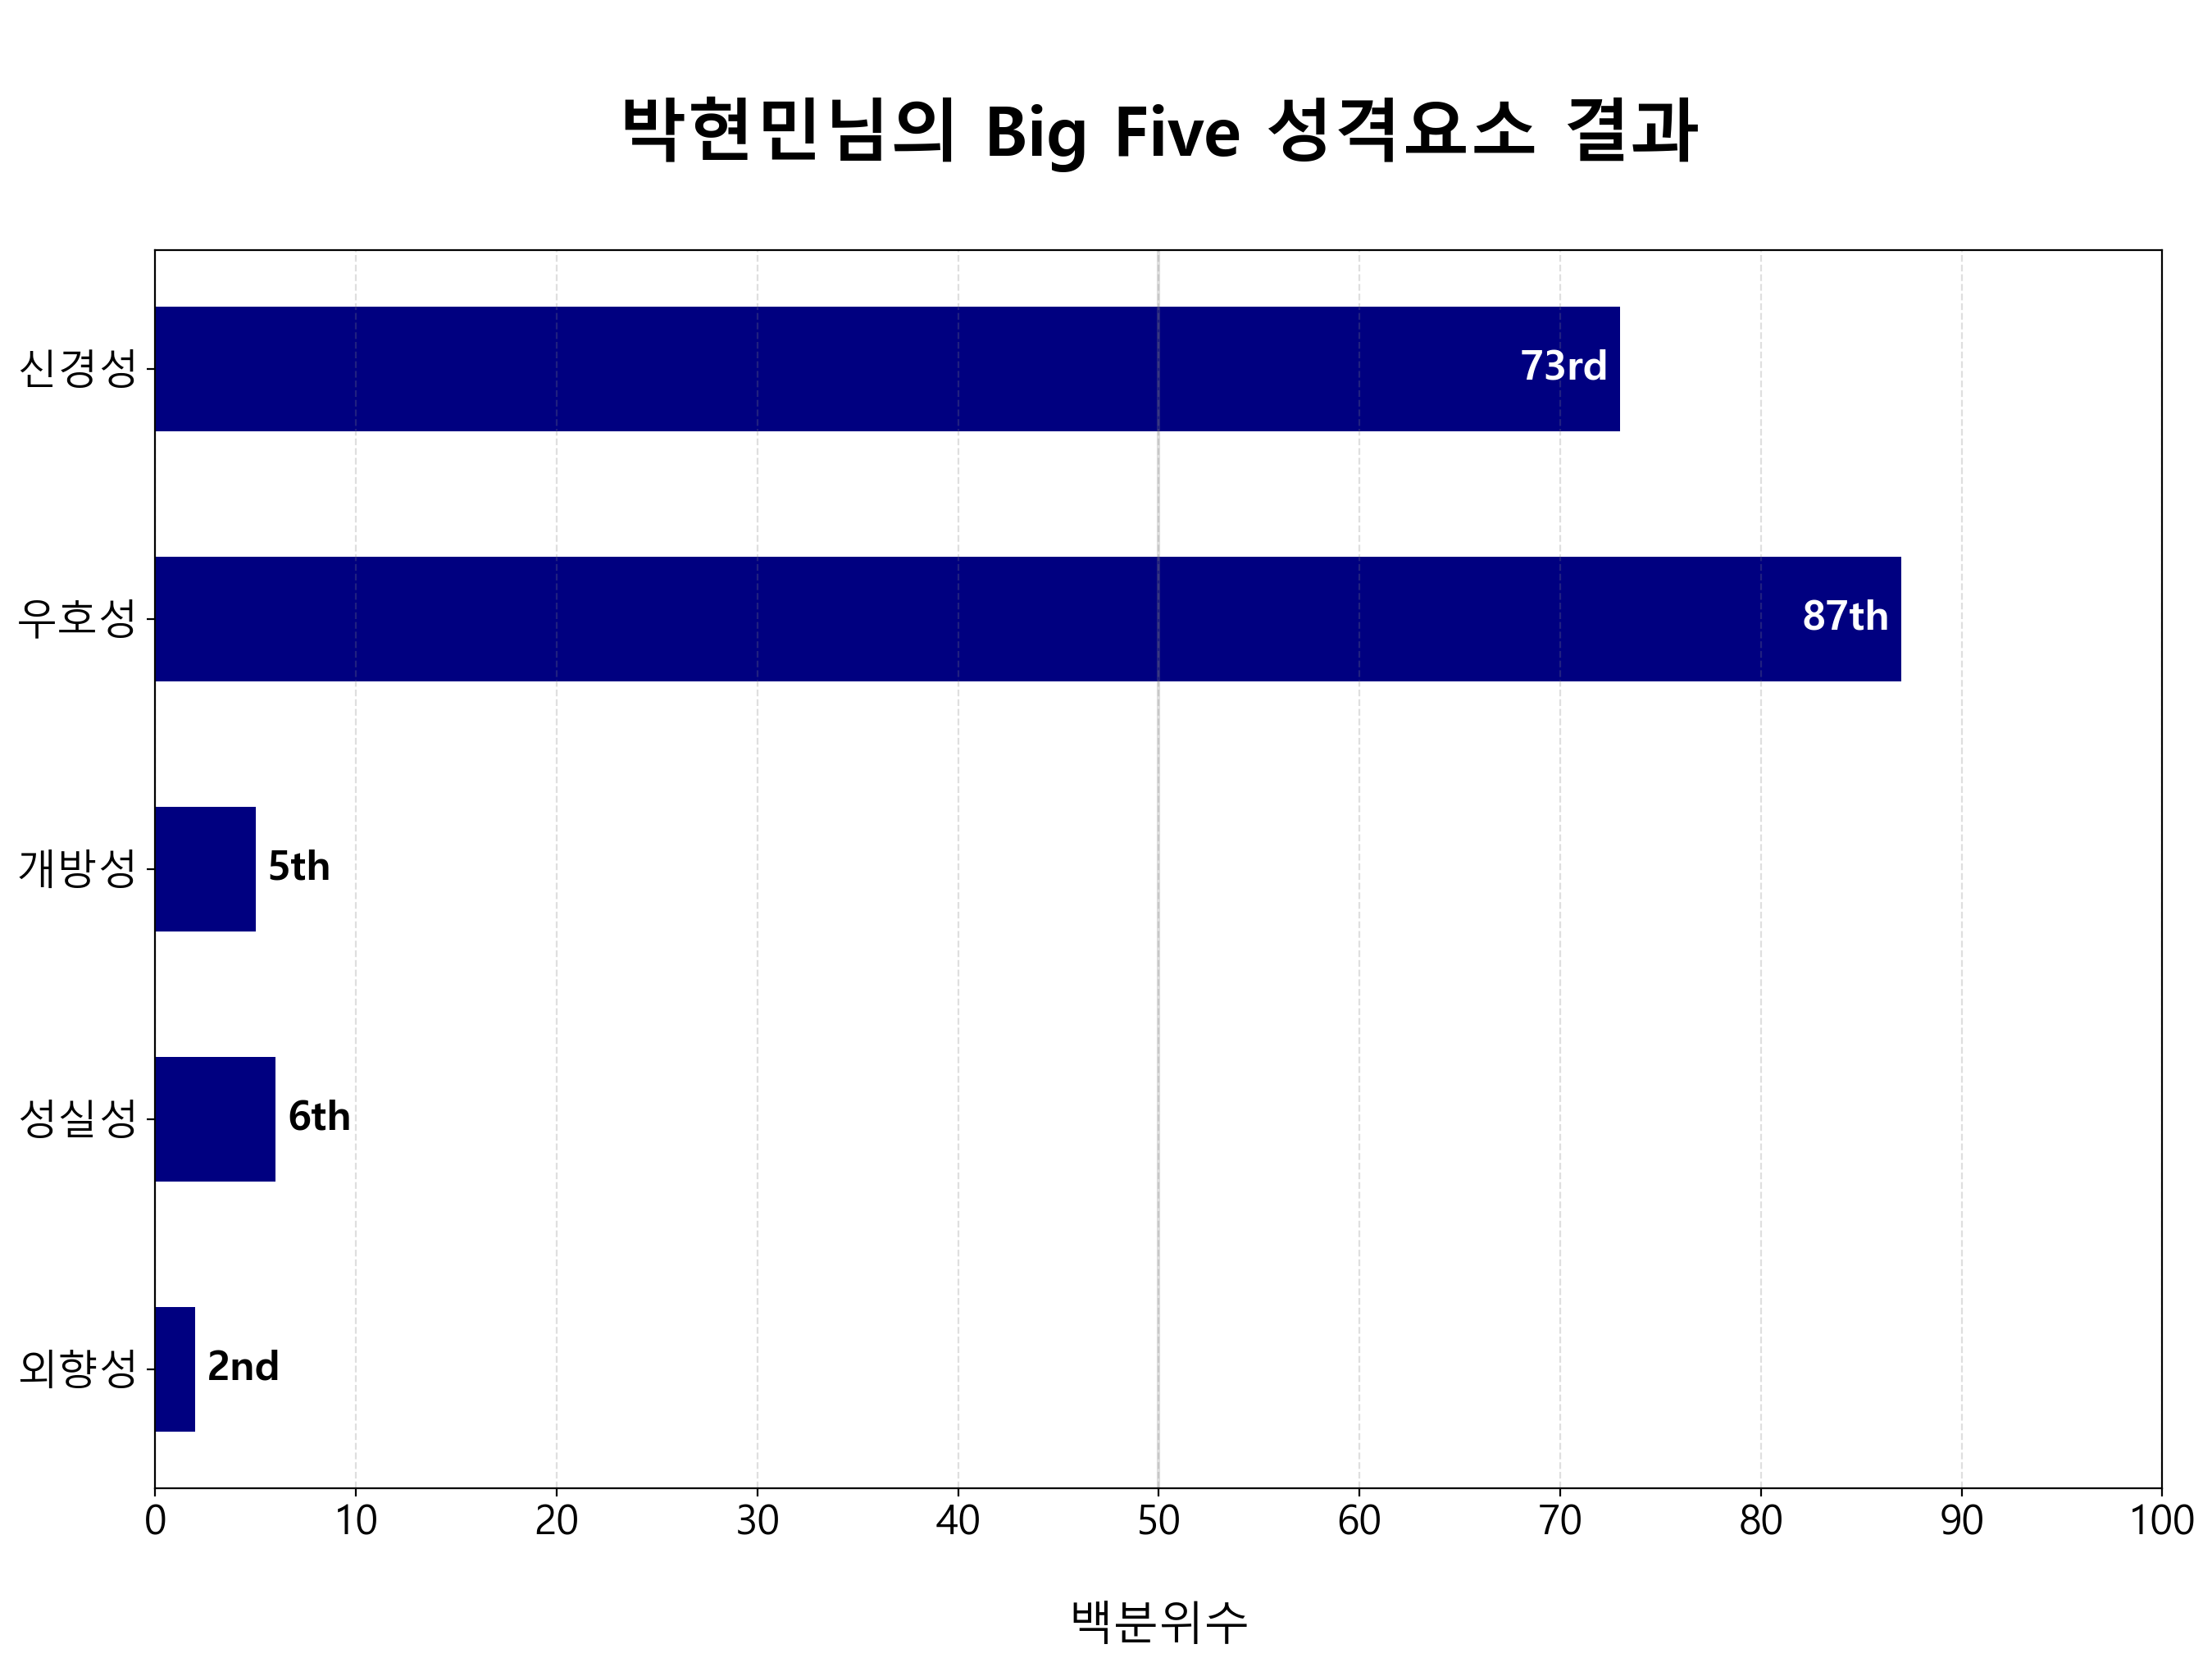 박현민님의 Big Five 성격요소 결과
신경성 73rd
우호성 87th
개방성 5th
성실성 6th
외향성 2nd
0 10 20 30 40 50 60 70 80 90 100
백분위수